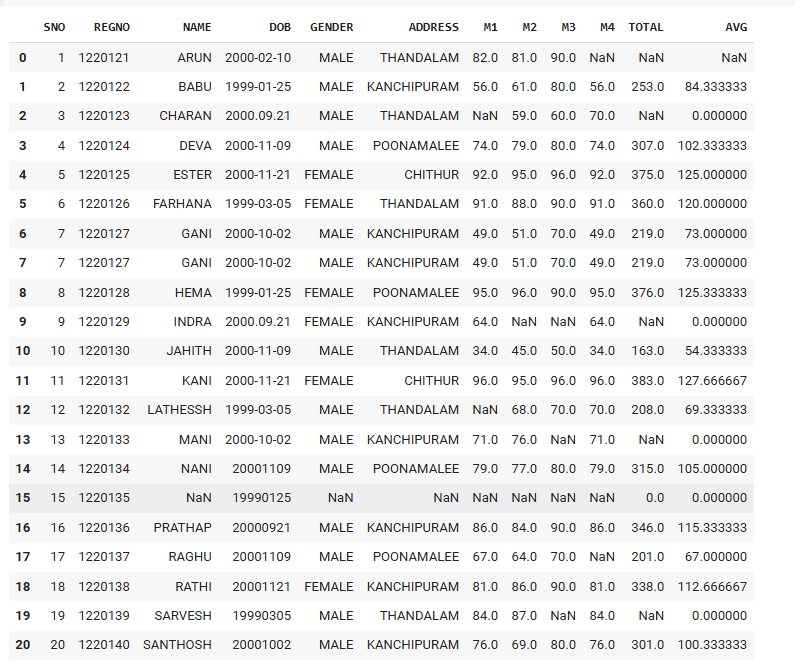 SNO REGNO NAME DOB GENDER ADDRESS M1 M2 M3 M4 TOTAL AVG
0 1 1220121 ARUN 2000-02-10 MALE THANDALAM 82.0 81.0 90.0 NaN NaN NaN
1 2 1220122 BABU 1999-01-25 MALE KANCHIPURAM 56.0 61.0 80.0 56.0 253.0 84.333333
2 3 1220123 CHARAN 2000.09.21 MALE THANDALAM NaN 59.0 60.0 70.0 NaN 0.000000
3 4 1220124 DEVA 2000-11-09 MALE POONAMALEE 74.0 79.0 80.0 74.0 307.0 102.333333
4 5 1220125 ESTER 2000-11-21 FEMALE CHITHUR 92.0 95.0 96.0 92.0 375.0 125.000000
5 6 1220126 FARHANA 1999-03-05 FEMALE THANDALAM 91.0 88.0 90.0 91.0 360.0 120.000000
6 7 1220127 GANI 2000-10-02 MALE KANCHIPURAM 49.0 51.0 70.0 49.0 219.0 73.000000
7 7 1220127 GANI 2000-10-02 MALE KANCHIPURAM 49.0 51.0 70.0 49.0 219.0 73.000000
8 8 1220128 HEMA 1999-01-25 FEMALE POONAMALEE 95.0 96.0 90.0 95.0 376.0 125.333333
9 9 1220129 INDRA 2000.09.21 FEMALE KANCHIPURAM 64.0 NaN NaN 64.0 NaN 0.000000
10 10 1220130 JAHITH 2000-11-09 MALE THANDALAM 34.0 45.0 50.0 34.0 163.0 54.333333
11 11 1220131 KANI 2000-11-21 FEMALE CHITHUR 96.0 95.0 96.0 96.0 383.0 127.666667
12 12 1220132 LATHESSH 1999-03-05 MALE THANDALAM NaN 68.0 70.0 70.0 208.0 69.333333
13 13 1220133 MANI 2000-10-02 MALE KANCHIPURAM 71.0 76.0 NaN 71.0 NaN 0.000000
14 14 1220134 NANI 20001109 MALE POONAMALEE 79.0 77.0 80.0 79.0 315.0 105.000000
15 15 1220135 NaN 19990125 NaN NaN NaN NaN NaN NaN 0.0 0.000000
16 16 1220136 PRATHAP 20000921 MALE KANCHIPURAM 86.0 84.0 90.0 86.0 346.0 115.333333
17 17 1220137 RAGHU 20001109 MALE POONAMALEE 67.0 64.0 70.0 NaN 201.0 67.000000
18 18 1220138 RATHI 20001121 FEMALE KANCHIPURAM 81.0 86.0 90.0 81.0 338.0 112.666667
19 19 1220139 SARVESH 19990305 MALE THANDALAM 84.0 87.0 NaN 84.0 NaN 0.000000
20 20 1220140 SANTHOSH 20001002 MALE KANCHIPURAM 76.0 69.0 80.0 76.0 301.0 100.333333